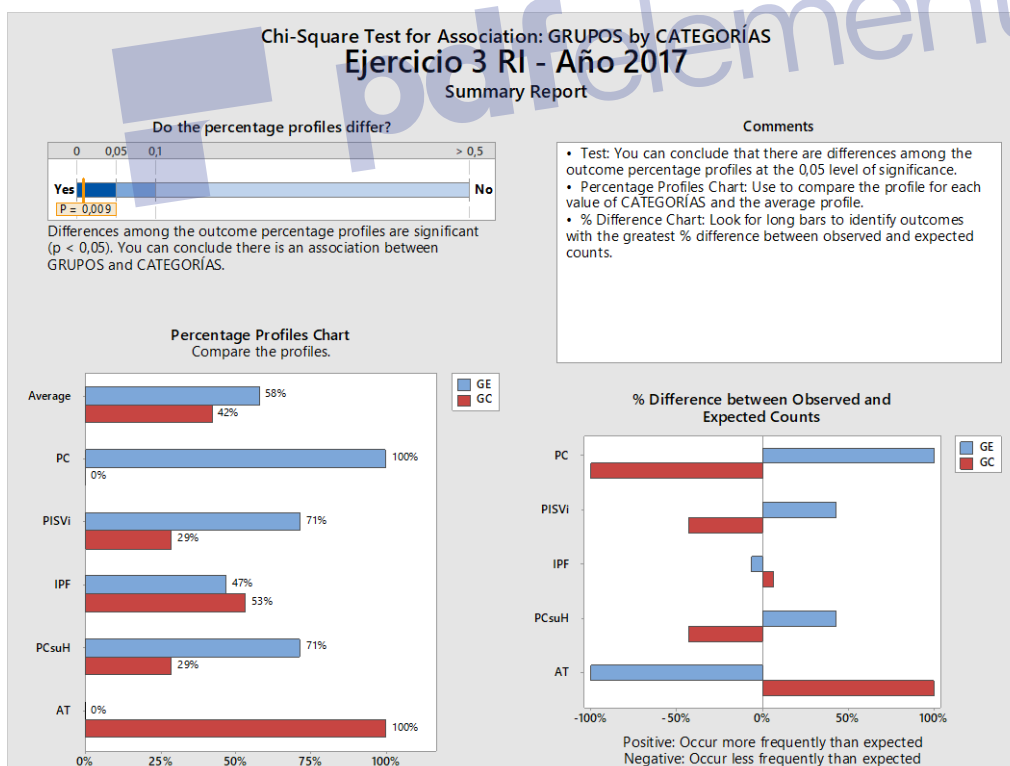 pdfelement
Chi-Square Test for Association: GRUPOS by CATEGORÍAS
Ejercicio 3 RI - Año 2017
Summary Report
Do the percentage profiles differ?
0 0,05 0,1 > 0,5
Yes No
P = 0,009
Differences among the outcome percentage profiles are significant
(p < 0,05). You can conclude there is an association between
GRUPOS and CATEGORÍAS.
Comments
• Test: You can conclude that there are differences among the
outcome percentage profiles at the 0,05 level of significance.
• Percentage Profiles Chart: Use to compare the profile for each
value of CATEGORÍAS and the average profile.
• % Difference Chart: Look for long bars to identify outcomes
with the greatest % difference between observed and expected
counts.
Percentage Profiles Chart
Compare the profiles.
GE
GC
Average 58%
42%
PC 100%
0%
PISVi 71%
29%
IPF 47%
53%
PCsuH 71%
29%
AT 0%
100%
0% 25% 50% 75% 100%
% Difference between Observed and
Expected Counts
GE
GC
PC
PISVi
IPF
PCsuH
AT
-100% -50% 0% 50% 100%
Positive: Occur more frequently than expected
Negative: Occur less frequently than expected